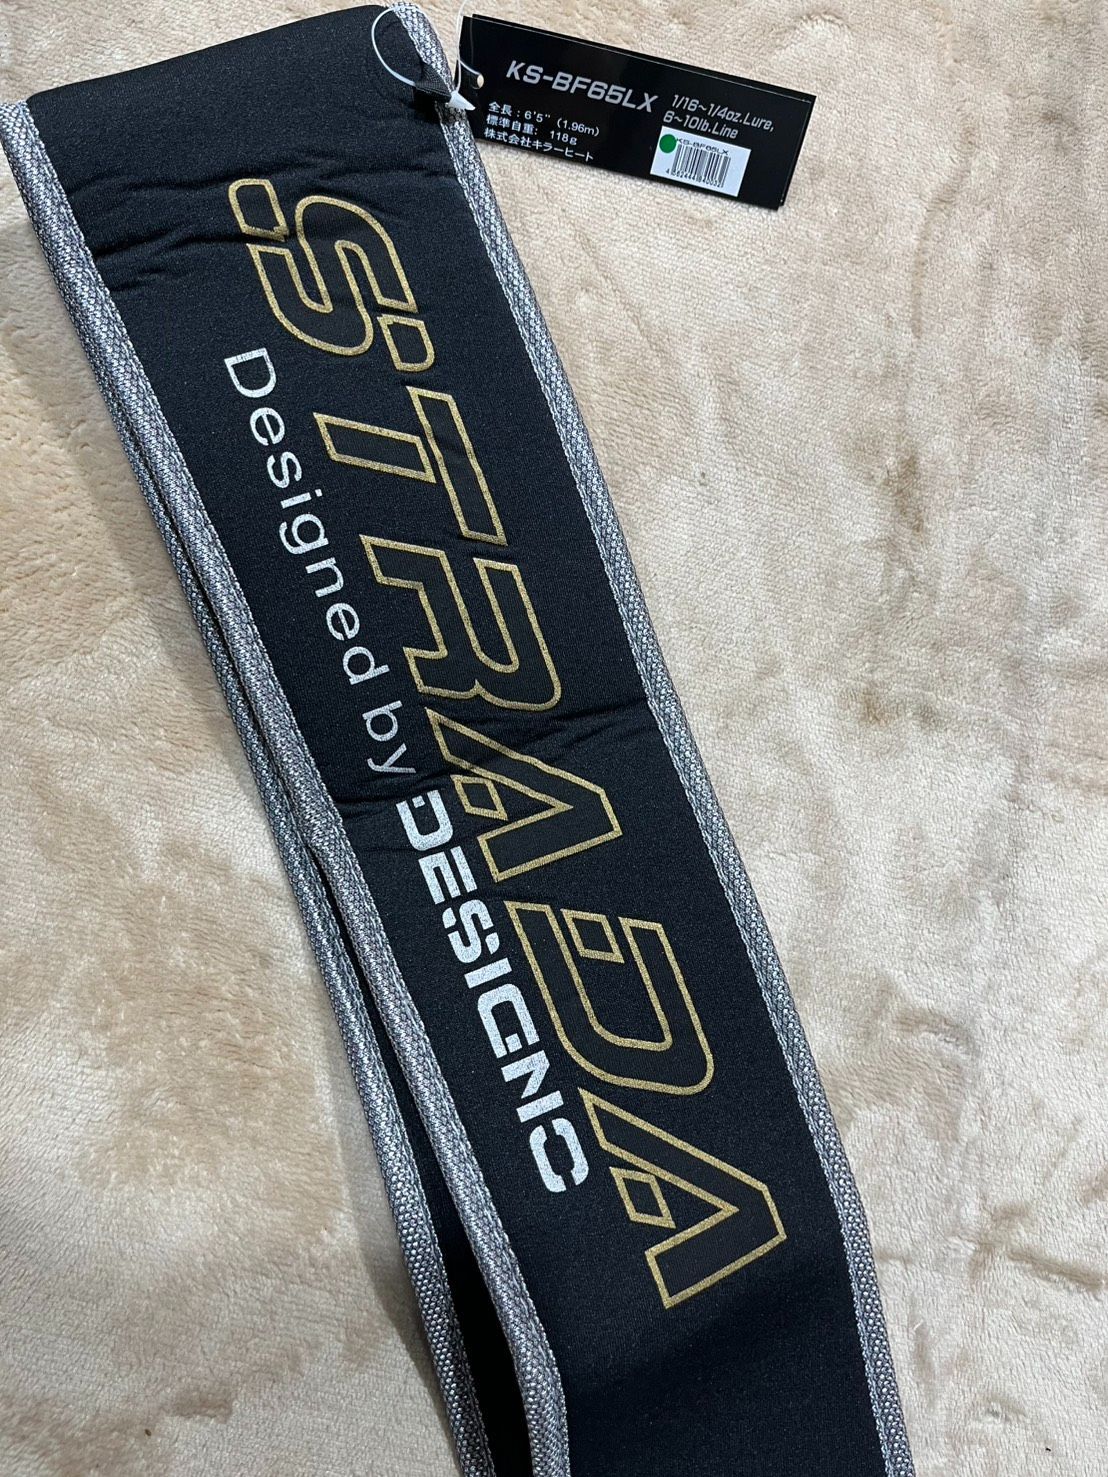 KS-BF65LX
1/16~1/4oz.Lure,
6~10lb.Line
全長：6'5"（1.96m）
標準自重： 118g
株式会社キラーヒート
KS-BF65LX
STRADA
Designed by DESIGNO